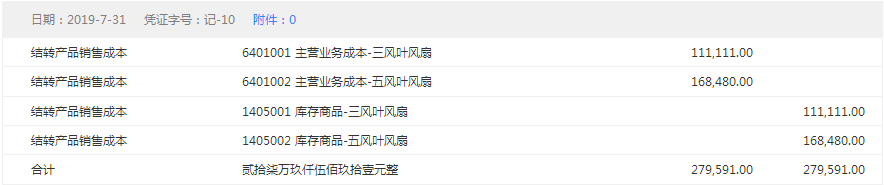 日期：2019-7-31 凭证字号：记-10 附件：0
结转产品销售成本 6401001 主营业务成本-三风叶风扇 111,111.00
结转产品销售成本 6401002 主营业务成本-五风叶风扇 168,480.00
结转产品销售成本 1405001 库存商品-三风叶风扇 111,111.00
结转产品销售成本 1405002 库存商品-五风叶风扇 168,480.00
合计 贰拾柒万玖仟伍佰玖拾壹元整 279,591.00 279,591.00